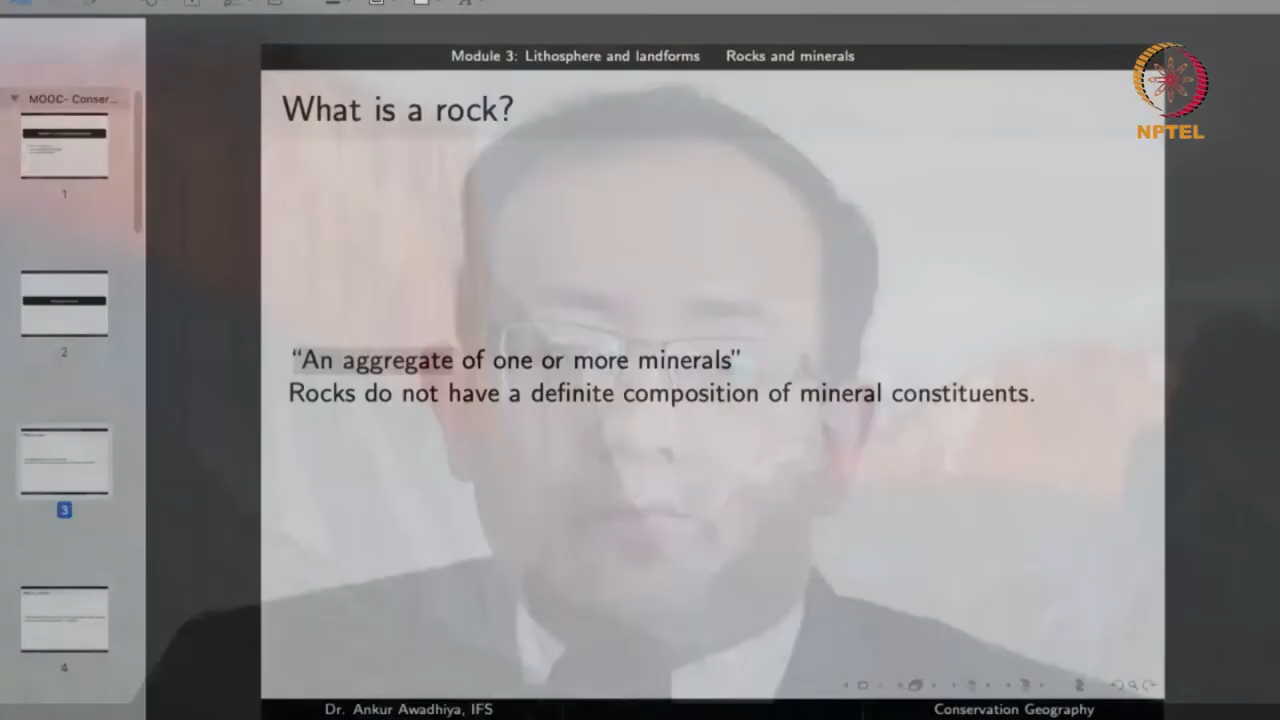 Module 3: Lithosphere and landforms Rocks and minerals
NPTEL
MOOC- Conser...
What is a rock?
1
2
“An aggregate of one or more minerals”
Rocks do not have a definite composition of mineral constituents.
3
4
Dr. Ankur Awadhiya, IFS
Conservation Geography